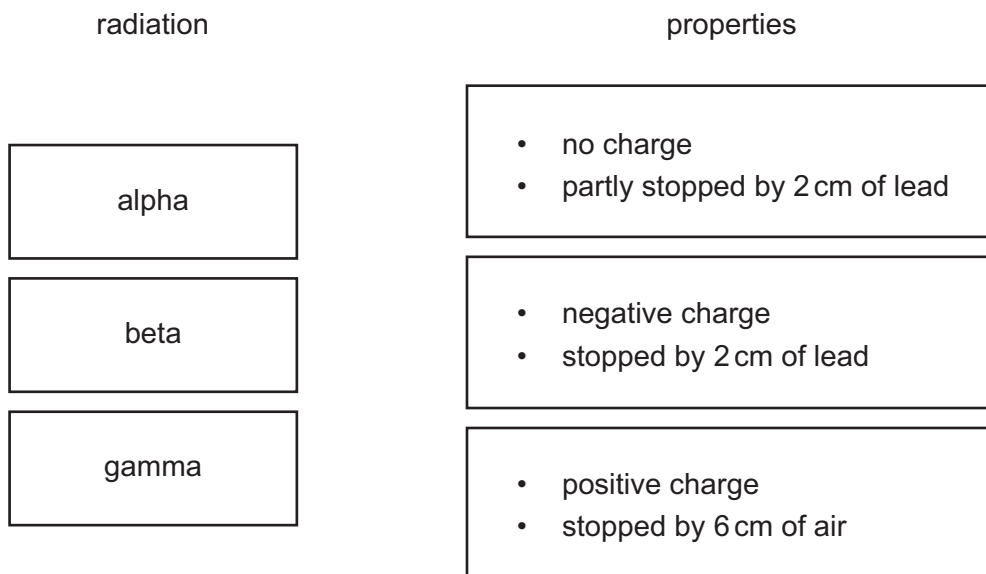 radiation
properties
alpha
beta
gamma
• no charge
• partly stopped by 2 cm of lead
• negative charge
• stopped by 2 cm of lead
• positive charge
• stopped by 6 cm of air